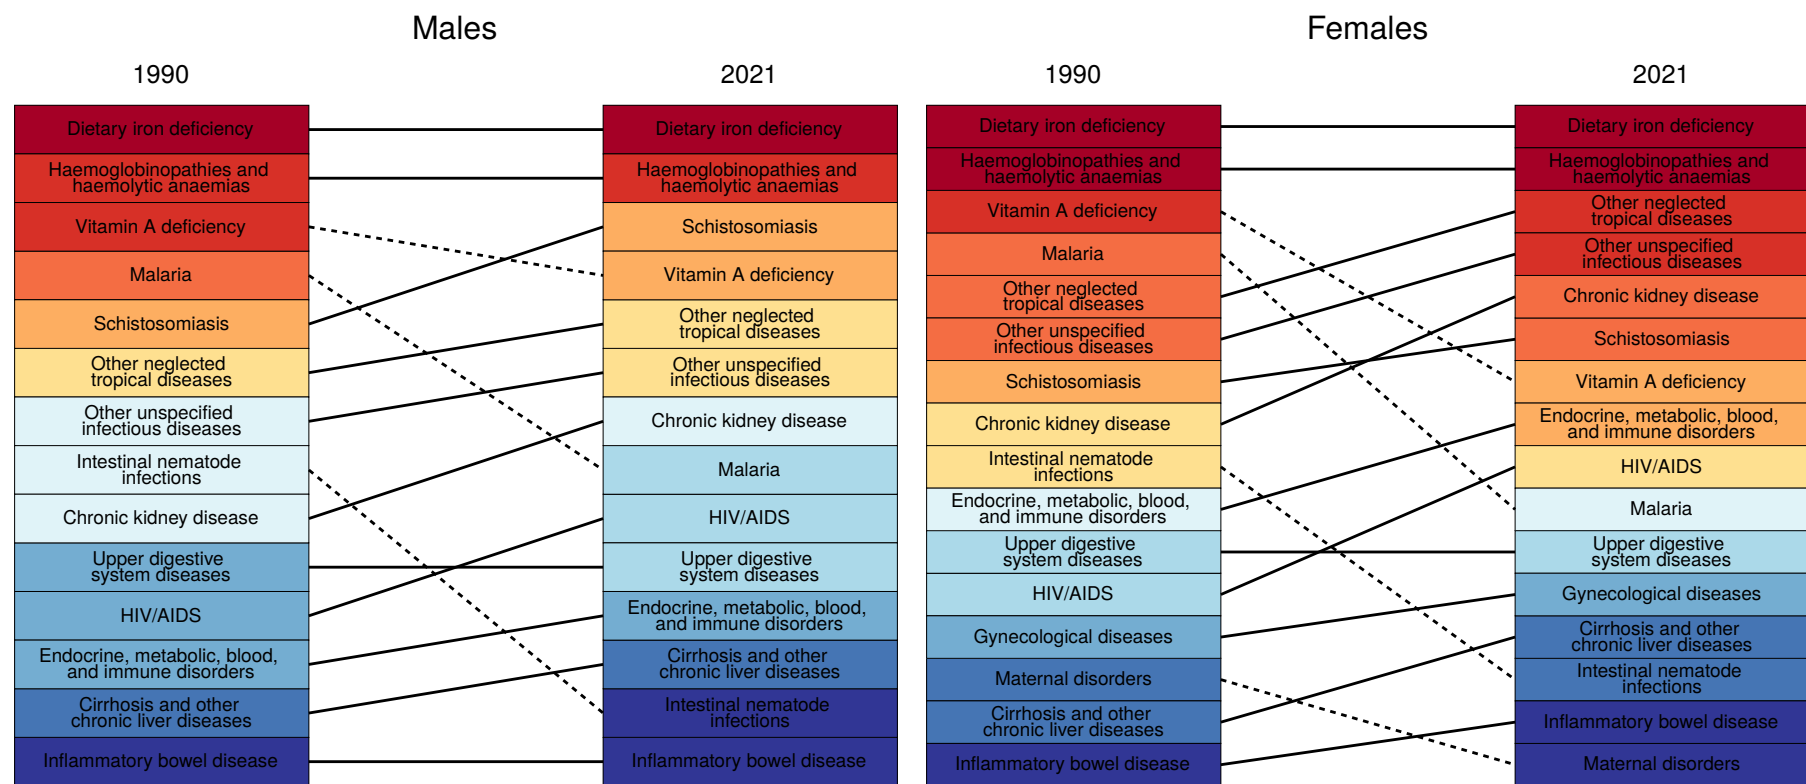 Males
1990
2021
Dietary iron deficiency
Haemoglobinopathies and
haemolytic anaemias
Vitamin A deficiency
Malaria
Schistosomiasis
Other neglected
tropical diseases
Other unspecified
infectious diseases
Intestinal nematode
infections
Chronic kidney disease
Upper digestive
system diseases
HIV/AIDS
Endocrine, metabolic, blood,
and immune disorders
Cirrhosis and other
chronic liver diseases
Inflammatory bowel disease
Dietary iron deficiency
Haemoglobinopathies and
haemolytic anaemias
Schistosomiasis
Vitamin A deficiency
Other neglected
tropical diseases
Other unspecified
infectious diseases
Chronic kidney disease
Malaria
HIV/AIDS
Upper digestive
system diseases
Endocrine, metabolic, blood,
and immune disorders
Cirrhosis and other
chronic liver diseases
Intestinal nematode
infections
Inflammatory bowel disease
Females
1990
2021
Dietary iron deficiency
Haemoglobinopathies and
haemolytic anaemias
Vitamin A deficiency
Malaria
Other neglected
tropical diseases
Other unspecified
infectious diseases
Schistosomiasis
Chronic kidney disease
Intestinal nematode
infections
Endocrine, metabolic, blood,
and immune disorders
Upper digestive
system diseases
HIV/AIDS
Gynecological diseases
Maternal disorders
Cirrhosis and other
chronic liver diseases
Inflammatory bowel disease
Dietary iron deficiency
Haemoglobinopathies and
haemolytic anaemias
Other neglected
tropical diseases
Other unspecified
infectious diseases
Chronic kidney disease
Schistosomiasis
Vitamin A deficiency
Endocrine, metabolic, blood,
and immune disorders
HIV/AIDS
Malaria
Upper digestive
system diseases
Gynecological diseases
Cirrhosis and other
chronic liver diseases
Intestinal nematode
infections
Inflammatory bowel disease
Maternal disorders